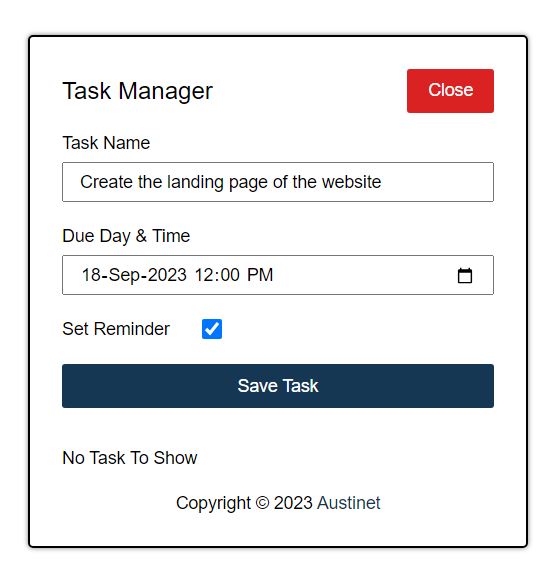 Task Manager
Close
Task Name
Create the landing page of the website
Due Day & Time
18-Sep-2023 12:00 PM
Set Reminder
Save Task
No Task To Show
Copyright © 2023 Austinet